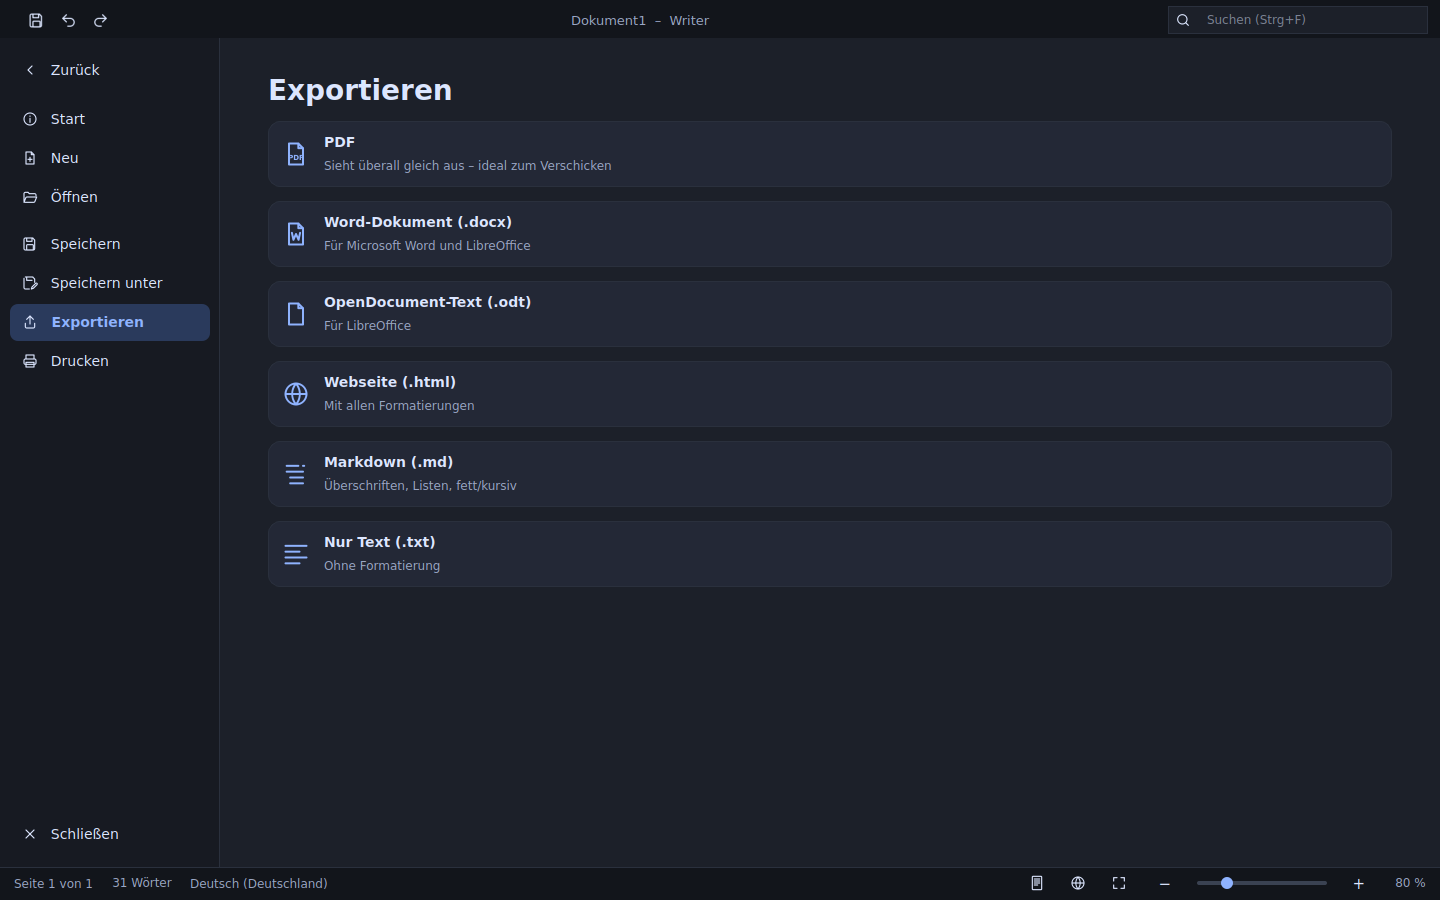 Dokument1 – Writer
Suchen (Strg+F)
Zurück
Start
Neu
Öffnen
Speichern
Speichern unter
Exportieren
Drucken
Schließen
Exportieren
PDF
PDF
Sieht überall gleich aus – ideal zum Verschicken
W
Word-Dokument (.docx)
Für Microsoft Word und LibreOffice
OpenDocument-Text (.odt)
Für LibreOffice
Webseite (.html)
Mit allen Formatierungen
Markdown (.md)
Überschriften, Listen, fett/kursiv
Nur Text (.txt)
Ohne Formatierung
Seite 1 von 1 31 Wörter Deutsch (Deutschland)
80 %